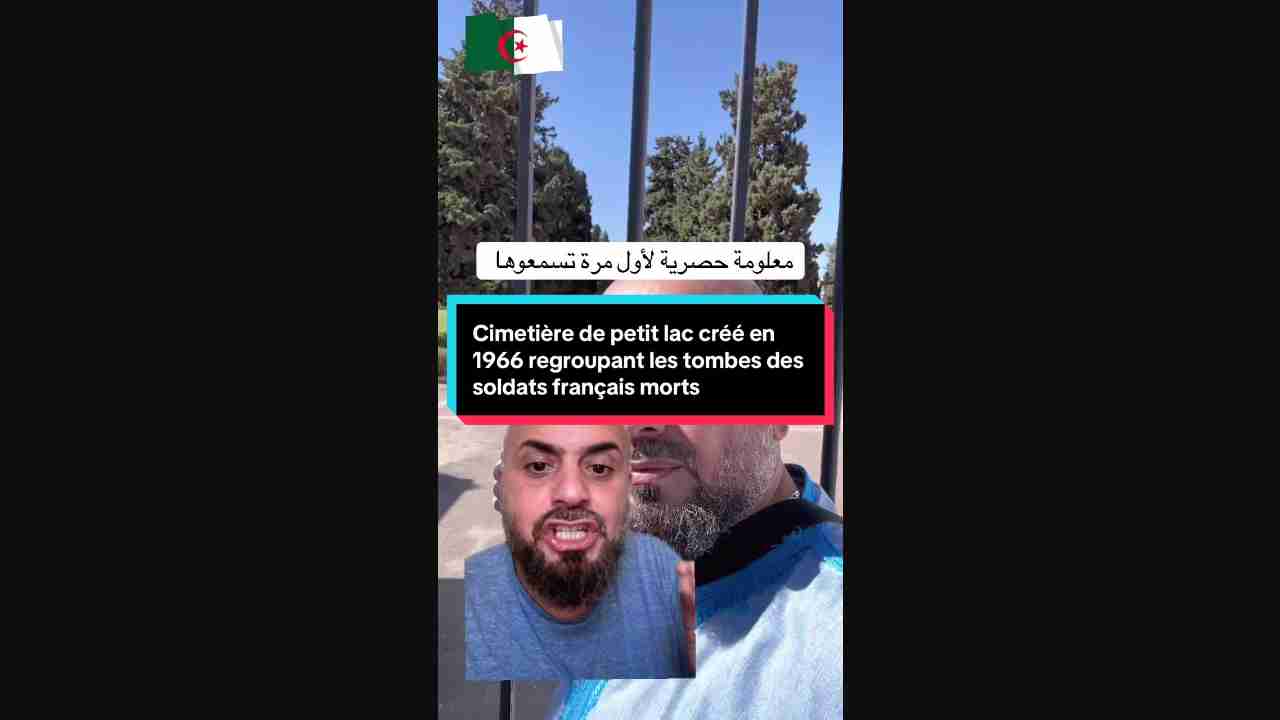 معلومة حصرية لأول مرة تسمعوها
Cimetière de petit lac créé en
1966 regroupant les tombes des
soldats français morts